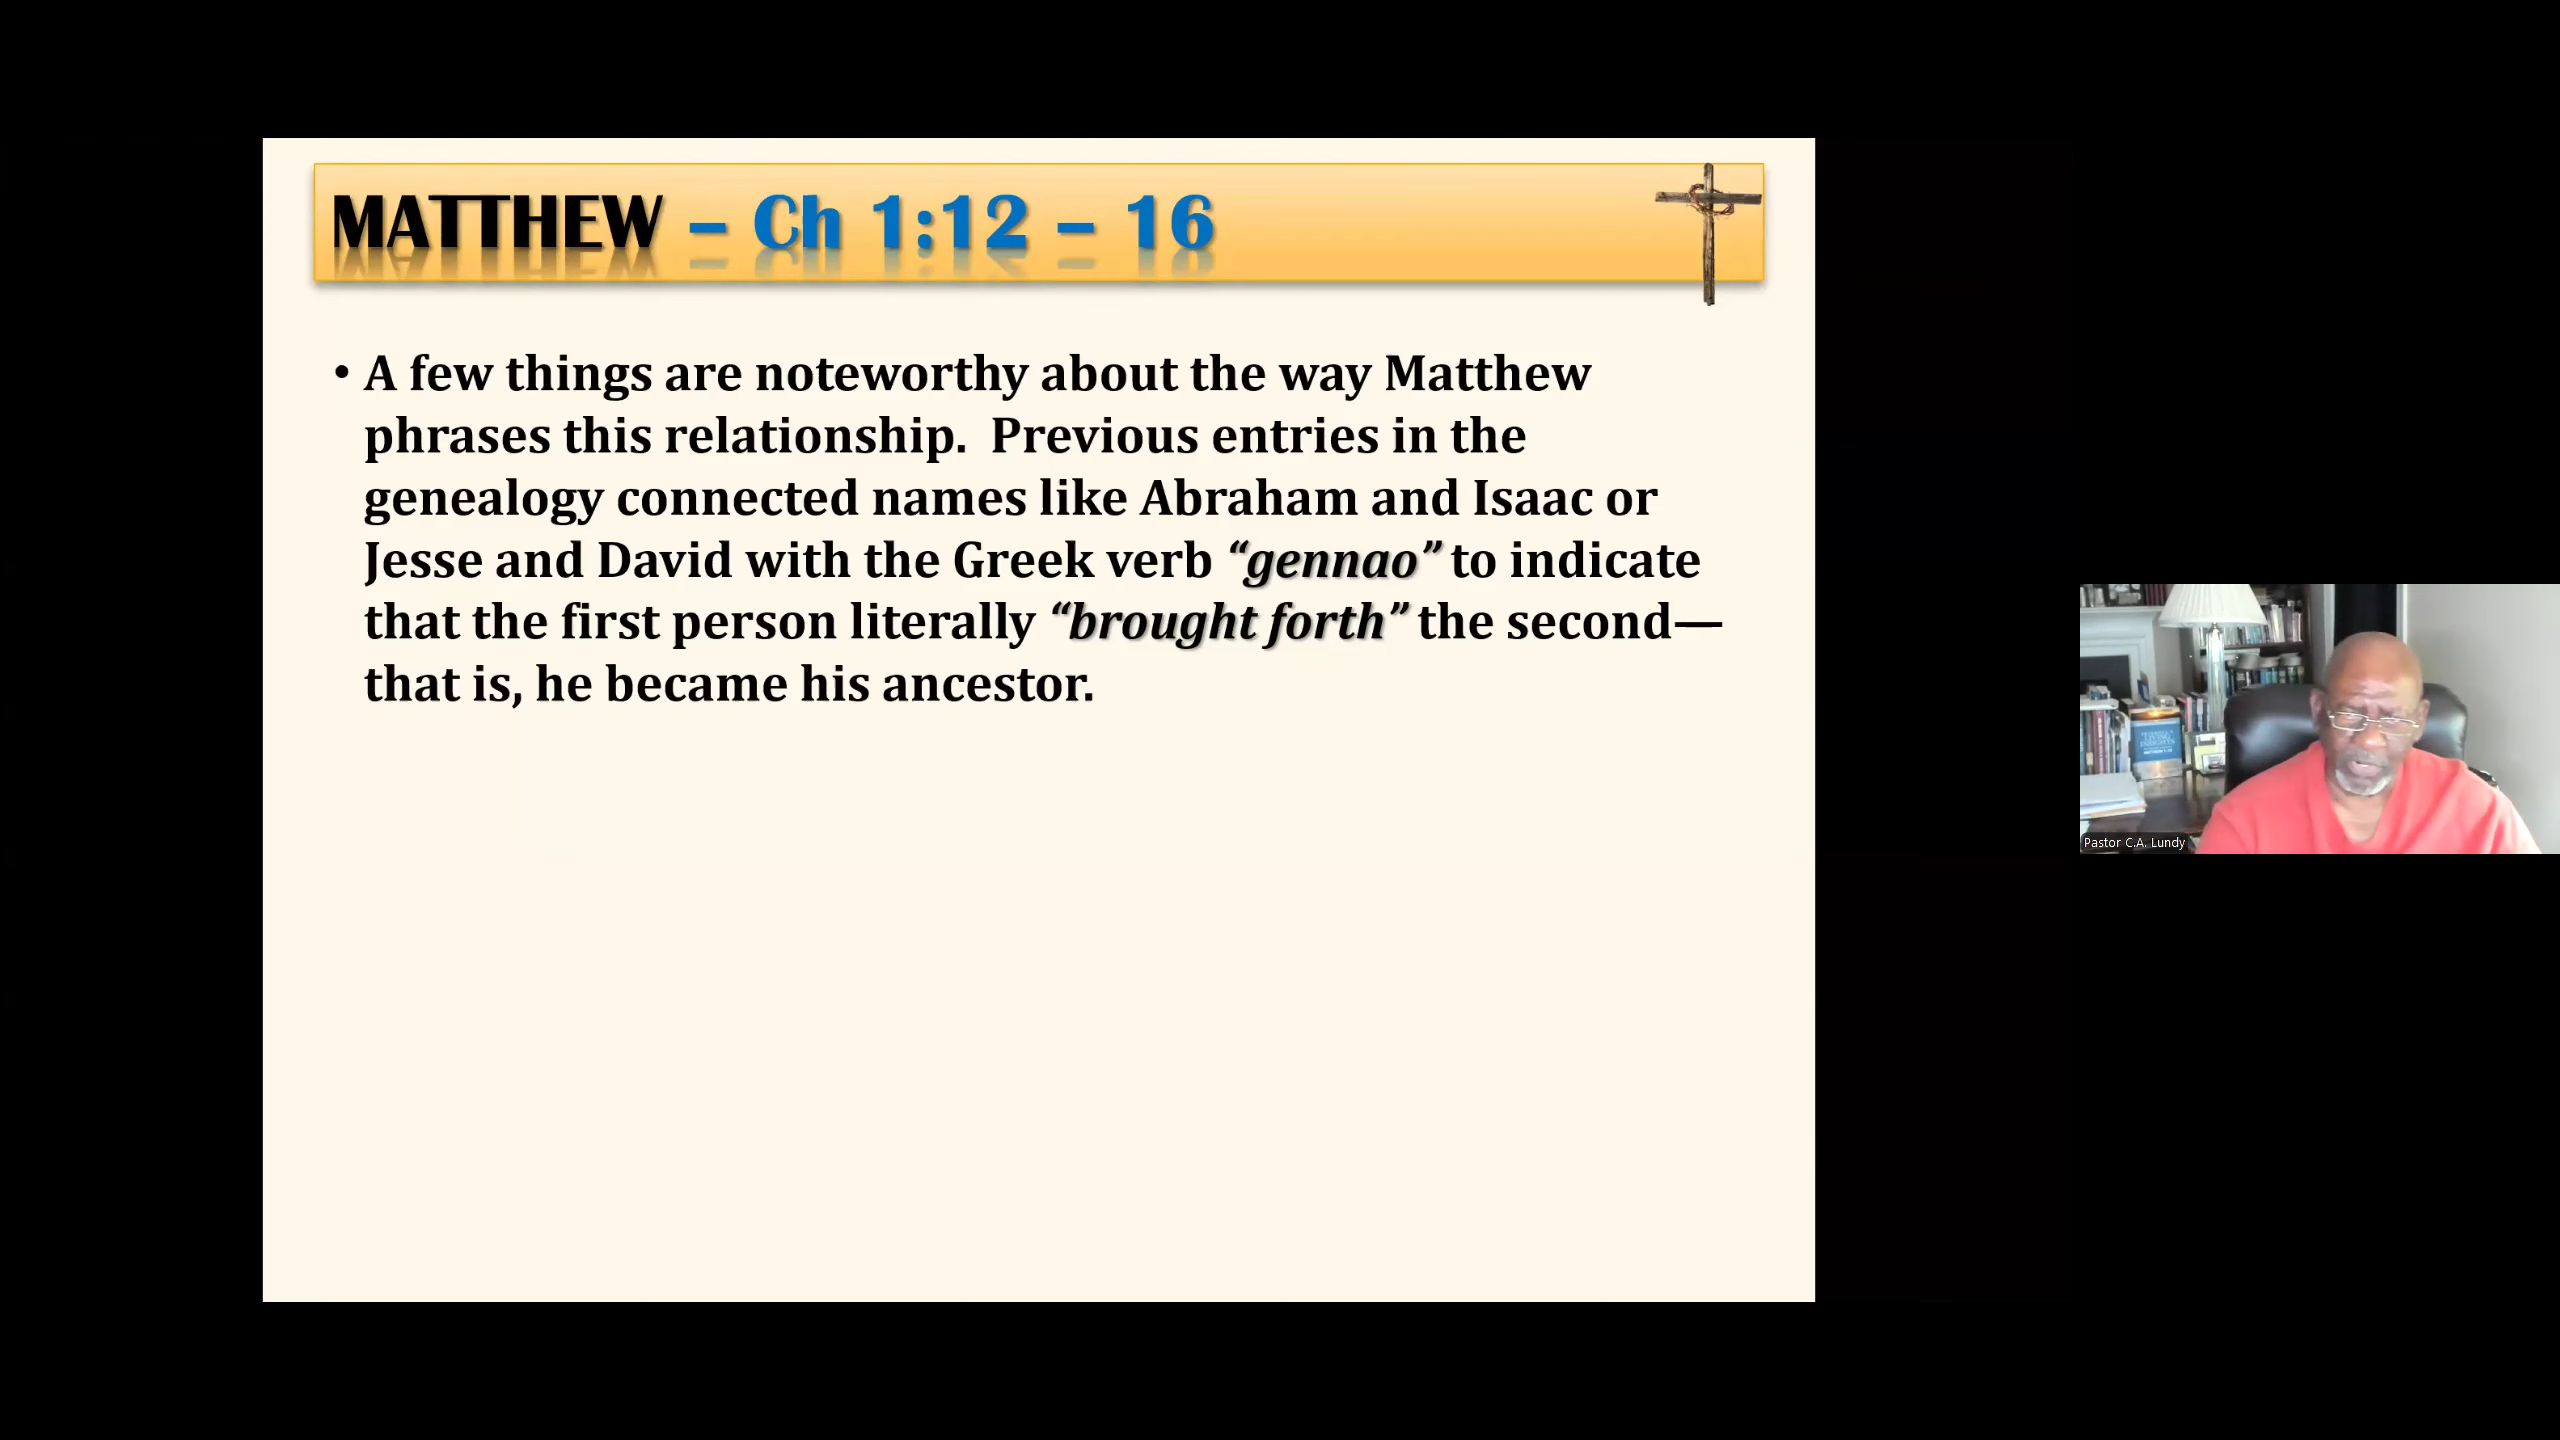 MATTHEW – Ch 1:12 – 16
• A few things are noteworthy about the way Matthew
phrases this relationship.  Previous entries in the
genealogy connected names like Abraham and Isaac or
Jesse and David with the Greek verb “gennao” to indicate
that the first person literally “brought forth” the second—
that is, he became his ancestor.
LIVING
INSIGHTS
Pastor C.A. Lundy